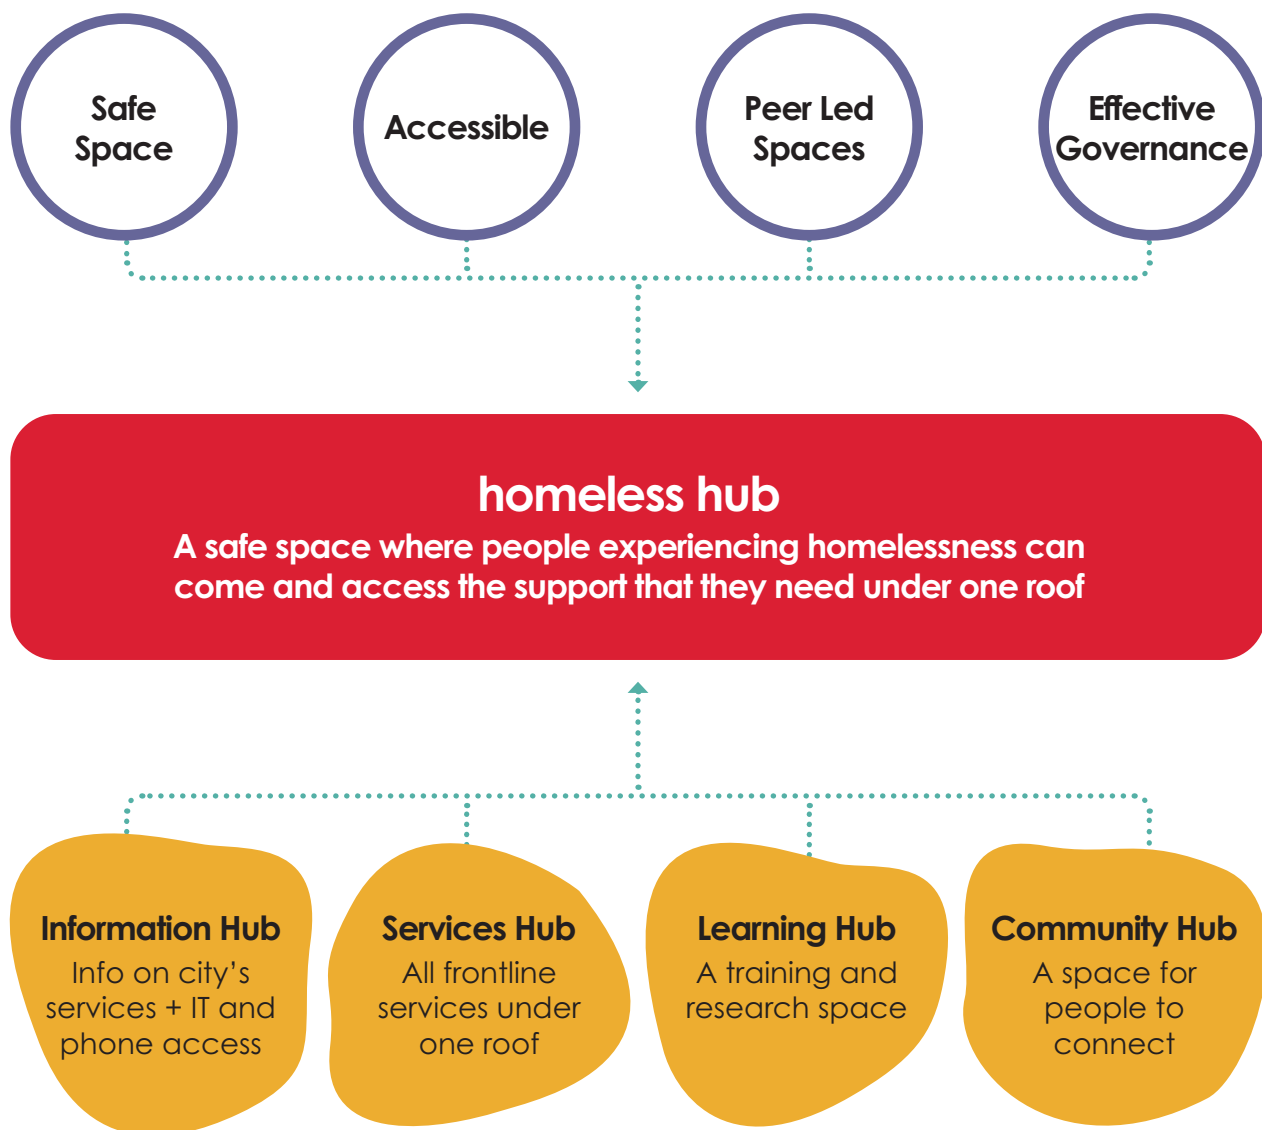 Safe
Space
Accessible
Peer Led
Spaces
Effective
Governance
homeless hub
A safe space where people experiencing homelessness can
come and access the support that they need under one roof
Information Hub
Info on city’s
services + IT and
phone access
Services Hub
All frontline
services under
one roof
Learning Hub
A training and
research space
Community Hub
A space for
people to
connect